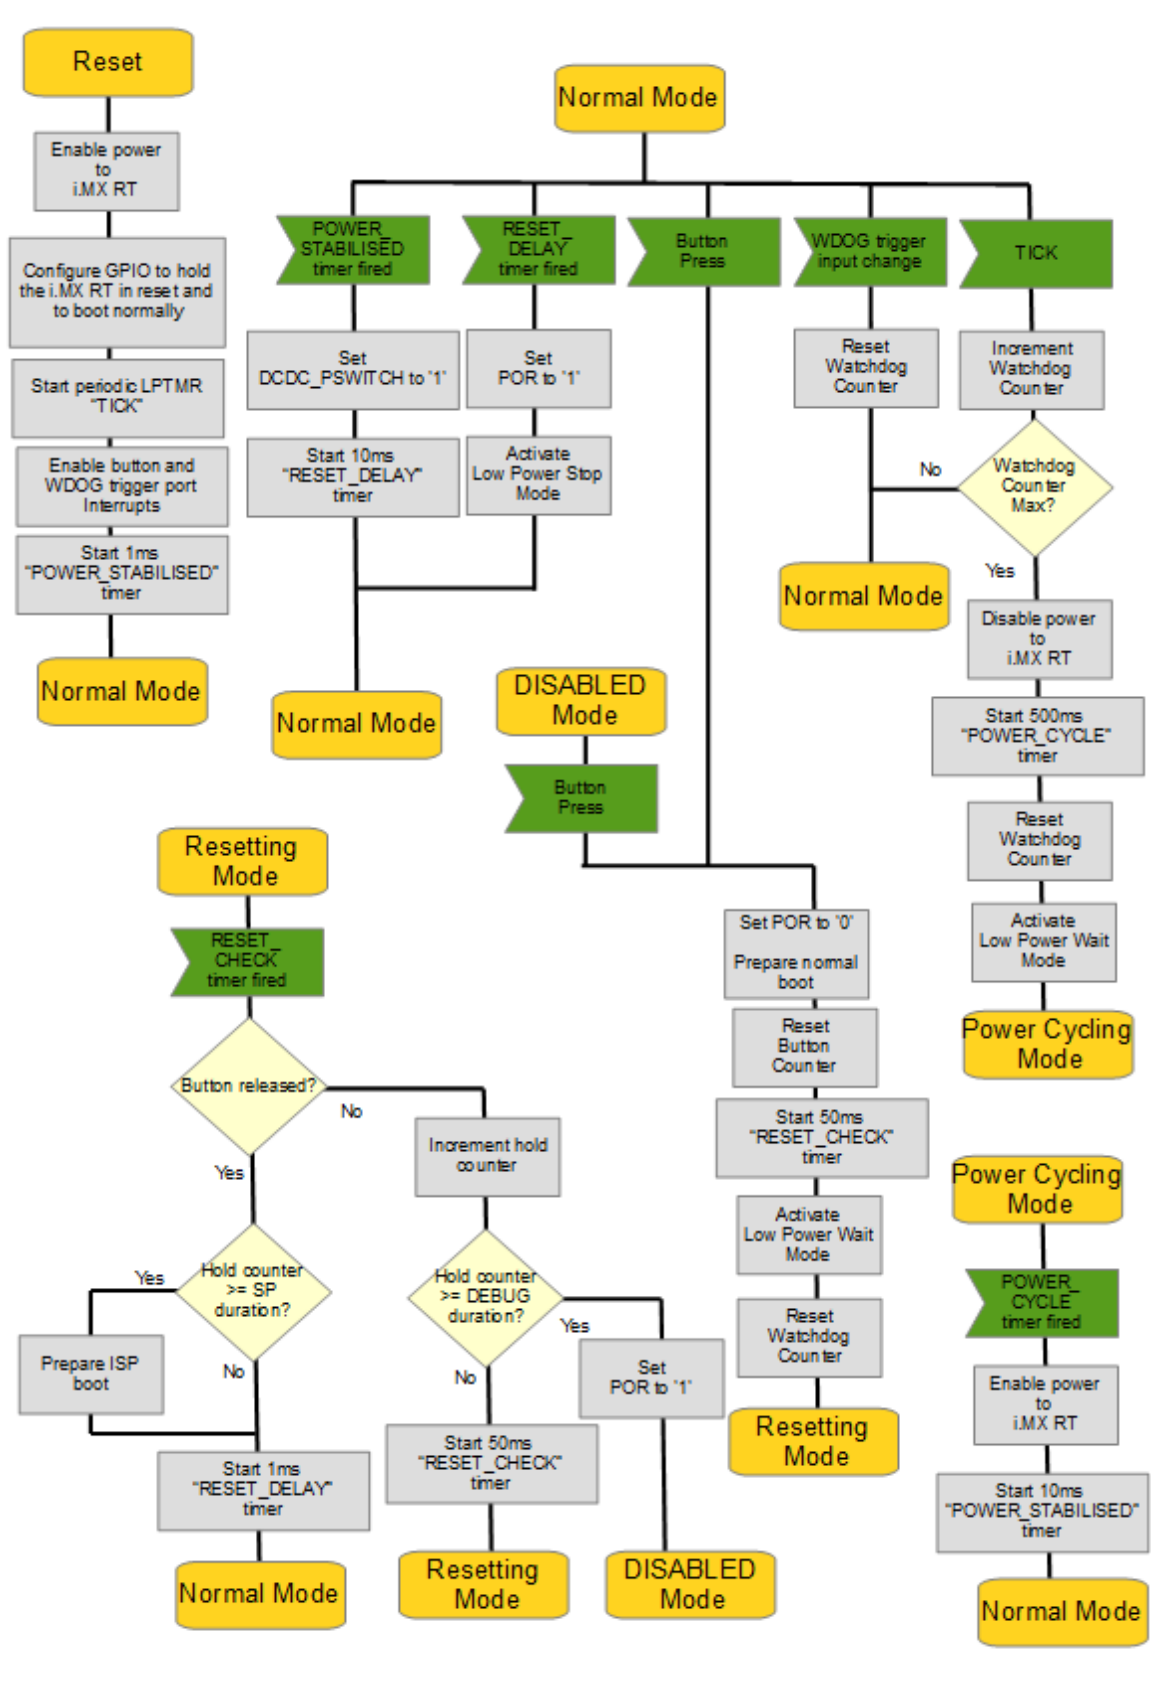 Reset
Enable power
to
i.MX RT
Configure GPIO to hold
the i.MX RT in reset and
to boot normally
Start periodic LPTMR
"TICK"
Enable button and
WDOG trigger port
Interrupts
Start 1ms
"POWER_STABILISED"
timer
Normal Mode
Normal Mode
POWER_
STABILISED
timer fired
Set
DCDC_PSWITCH to '1'
Start 10ms
"RESET_DELAY"
timer
RESET_
DELAY
timer fired
Set
POR to '1'
Activate
Low Power Stop
Mode
Normal Mode
Button
Press
WDOG trigger
input change
Reset
Watchdog
Counter
TICK
Increment
Watchdog
Counter
Watchdog
Counter
Max?
No
Normal Mode
Yes
Disable power
to
i.MX RT
Start 500ms
"POWER_CYCLE"
timer
Reset
Watchdog
Counter
Activate
Low Power Wait
Mode
Power Cycling
Mode
DISABLED
Mode
Button
Press
Set POR to '0'
Prepare normal
boot
Reset
Button
Counter
Start 50ms
"RESET_CHECK"
timer
Activate
Low Power Wait
Mode
Reset
Watchdog
Counter
Resetting
Mode
Resetting
Mode
RESET_
CHECK
timer fired
Button released?
No
Yes
Increment hold
counter
Hold counter
>= SP
duration?
Yes
No
Prepare ISP
boot
Start 1ms
"RESET_DELAY"
timer
Normal Mode
Hold counter
>= DEBUG
duration?
Yes
No
Set
POR to '1'
Start 50ms
"RESET_CHECK"
timer
Resetting
Mode
DISABLED
Mode
Power Cycling
Mode
POWER_
CYCLE
timer fired
Enable power
to
i.MX RT
Start 10ms
"POWER_STABILISED"
timer
Normal Mode